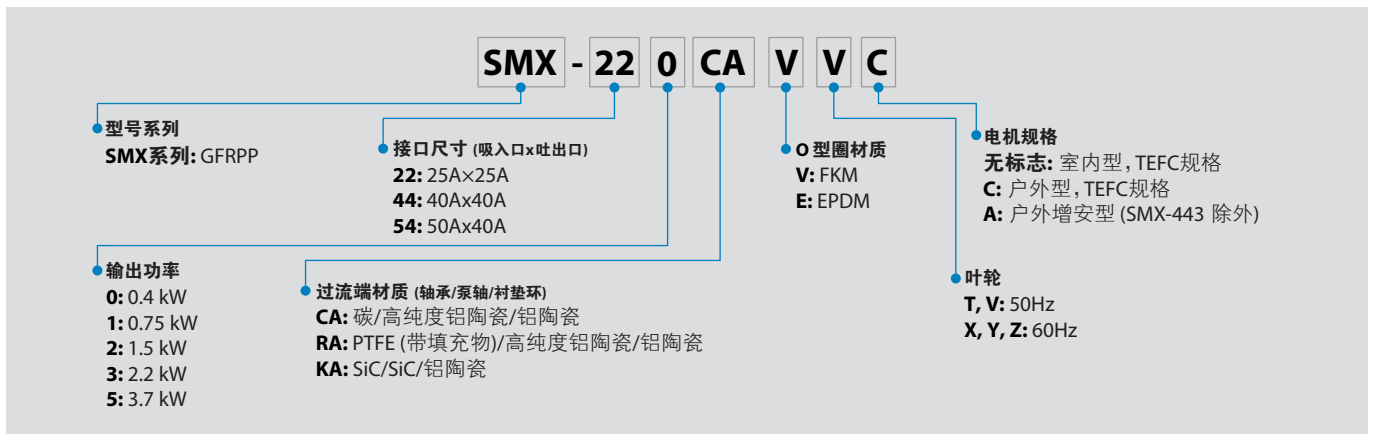 SMX - 22 0 CA V V C
型号系列
SMX系列: GFRPP
接口尺寸 (吸入口x吐出口)
22: 25A×25A
44: 40Ax40A
54: 50Ax40A
O 型圈材质
V: FKM
E: EPDM
电机规格
无标志: 室内型, TEFC规格
C: 户外型, TEFC规格
A: 户外增安型 (SMX-443 除外)
输出功率
0: 0.4 kW
1: 0.75 kW
2: 1.5 kW
3: 2.2 kW
5: 3.7 kW
过流端材质 (轴承/泵轴/衬垫环)
CA: 碳/高纯度铝陶瓷/铝陶瓷
RA: PTFE (带填充物)/高纯度铝陶瓷/铝陶瓷
KA: SiC/SiC/铝陶瓷
叶轮
T, V: 50Hz
X, Y, Z: 60Hz